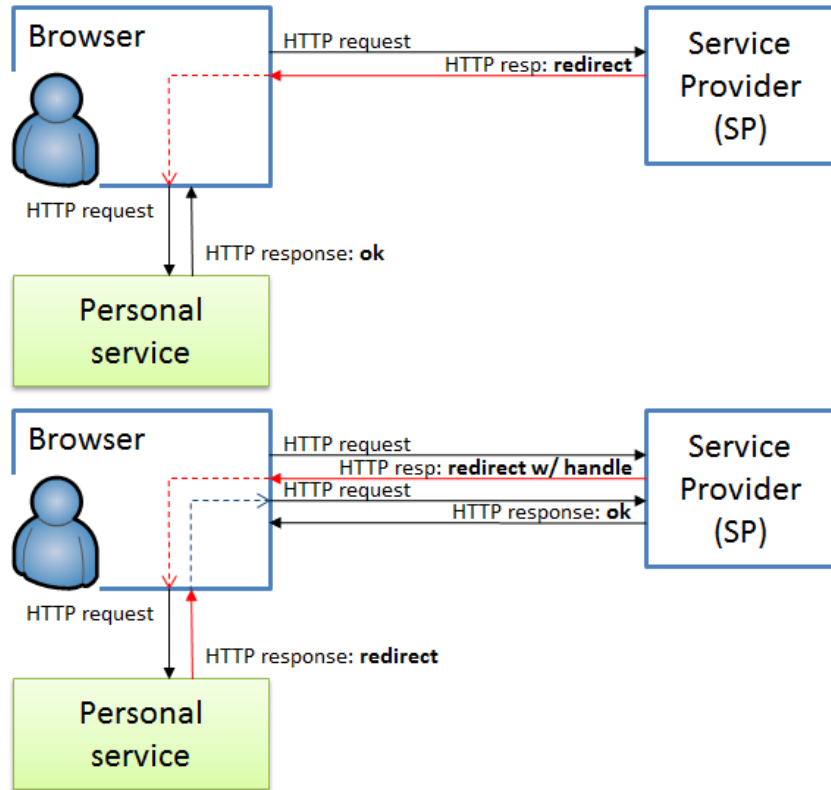 Browser
HTTP request
HTTP resp: redirect
Service
Provider
(SP)
HTTP request
HTTP response: ok
Personal
service
Browser
HTTP request
HTTP resp: redirect w/ handle
HTTP request
HTTP response: ok
Service
Provider
(SP)
HTTP request
HTTP response: redirect
Personal
service